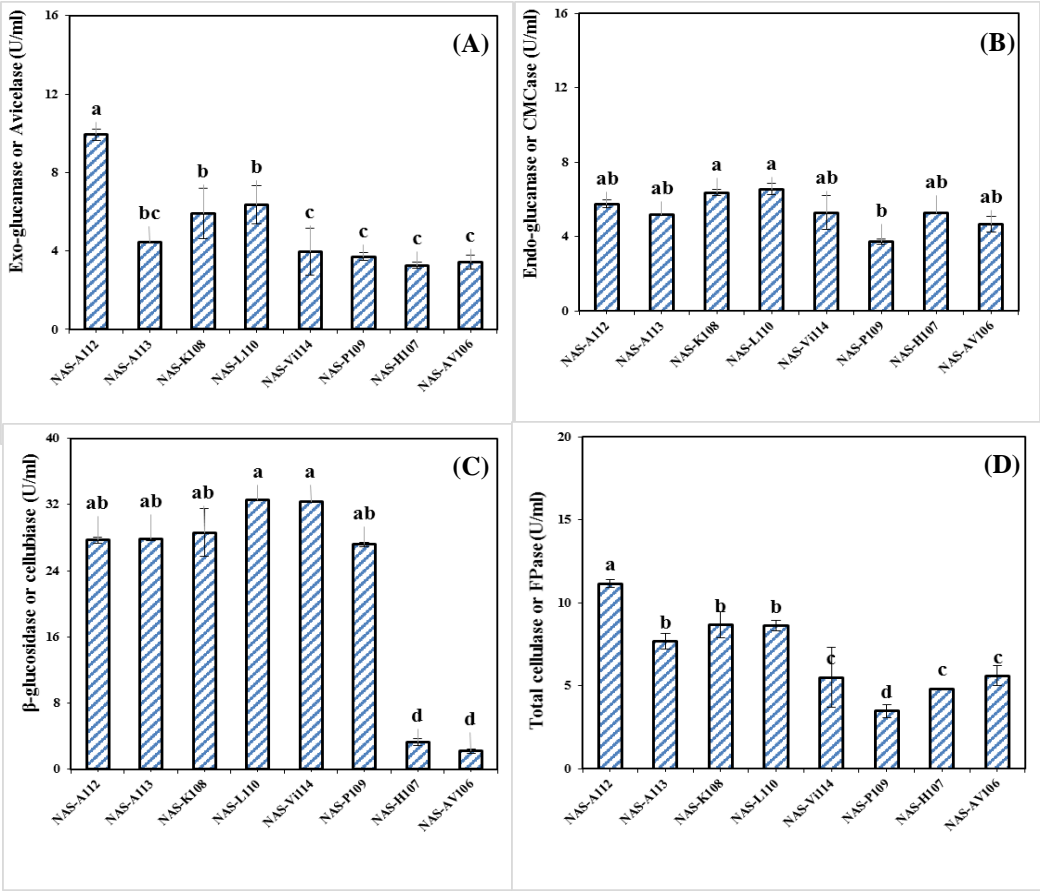 (A)
Exo-glucanase or Avicelase (U/ml)
16
12
8
4
0
a
bc
b
b
c
c
c
c
NAS-A112
NAS-A113
NAS-K108
NAS-L110
NAS-Vi114
NAS-P109
NAS-H107
NAS-AV106
(B)
Endo-glucanase or CMCase (U/ml)
16
12
8
4
0
ab
ab
a
a
ab
b
ab
ab
NAS-A112
NAS-A113
NAS-K108
NAS-L110
NAS-Vi114
NAS-P109
NAS-H107
NAS-AV106
(C)
β-glucosidase or cellubiase (U/ml)
40
32
24
16
8
0
ab
ab
ab
a
a
ab
d
d
NAS-A112
NAS-A113
NAS-K108
NAS-L110
NAS-Vi114
NAS-P109
NAS-H107
NAS-AV106
(D)
Total cellulase or FPase (U/ml)
20
15
10
5
0
a
b
b
b
c
d
c
c
NAS-A112
NAS-A113
NAS-K108
NAS-L110
NAS-Vi114
NAS-P109
NAS-H107
NAS-AV106